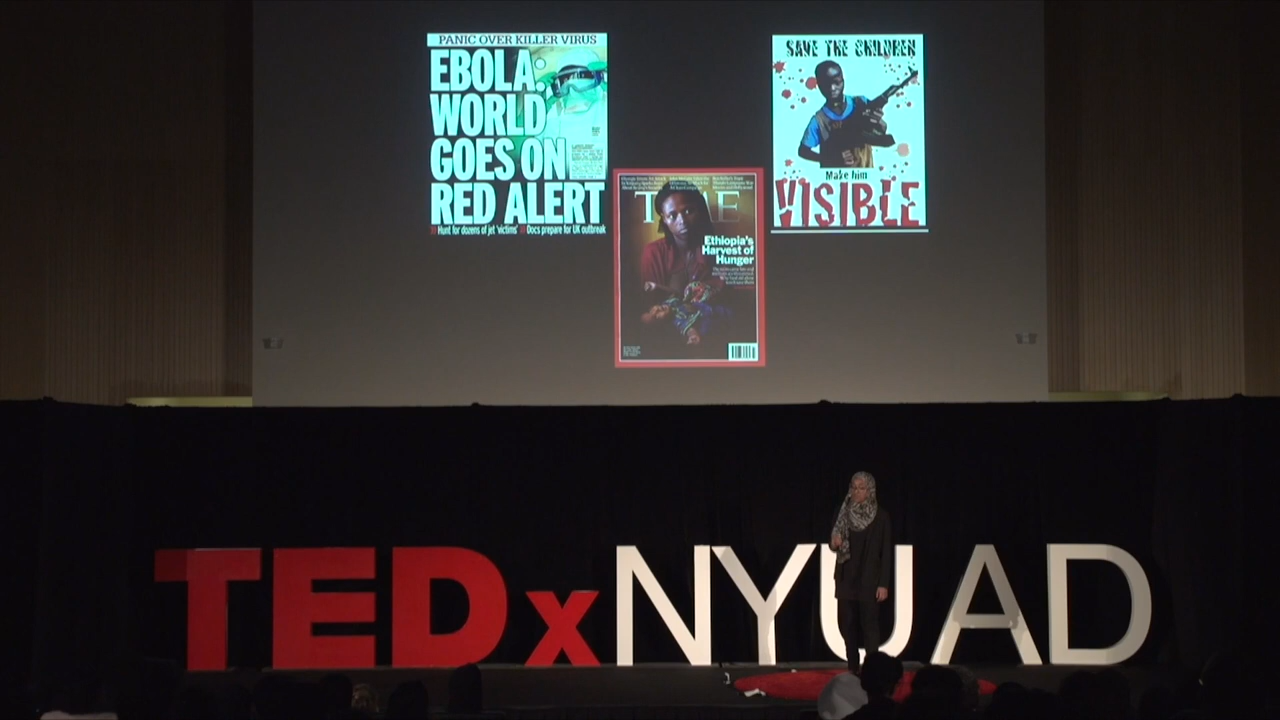 PANIC OVER KILLER VIRUS
EBOLA:
WORLD
GOES ON
RED ALERT
Hunt for dozens of jet 'victims' Docs prepare for UK outbreak
TIME
Ethiopia's
Harvest of
Hunger
SAVE THE CHILDREN
Make him
VISIBLE
TEDxNYUAD